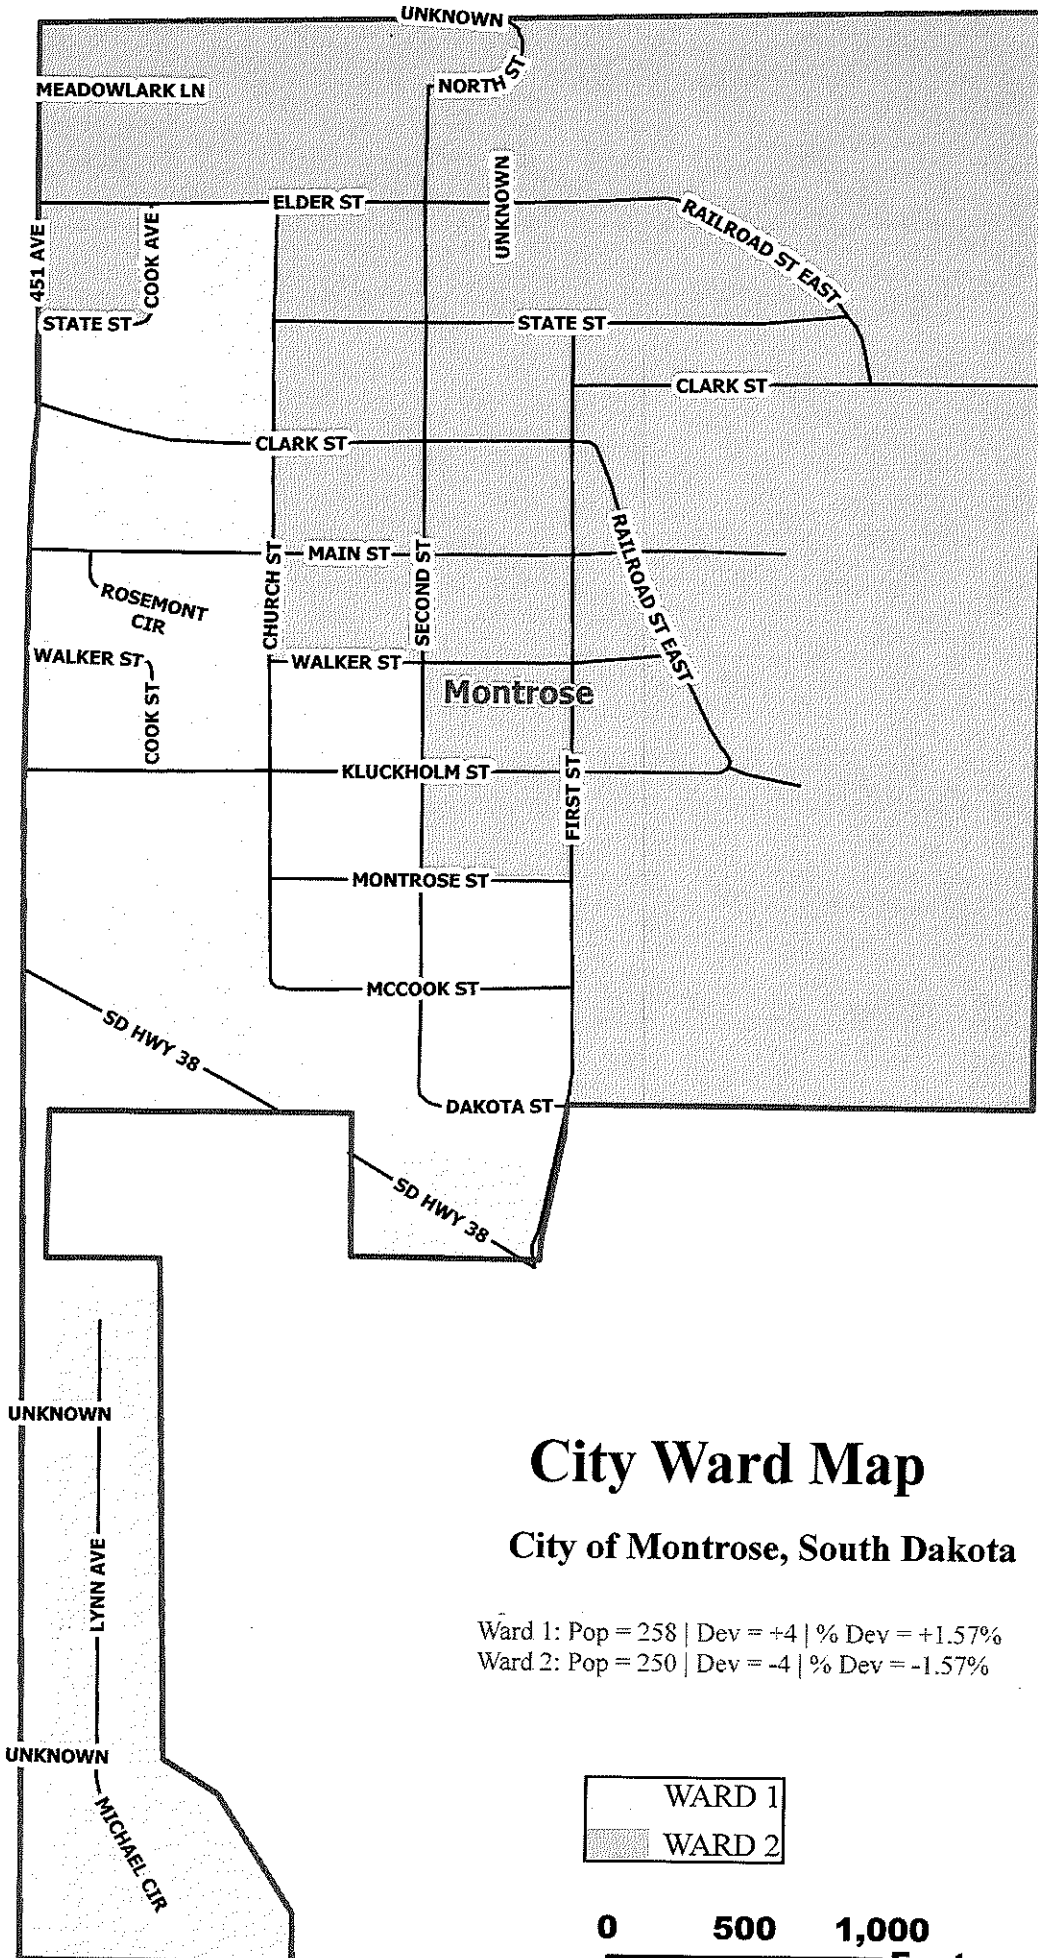 UNKNOWN
NORTH ST
MEADOWLARK LN
UNKNOWN
ELDER ST
RAILROAD ST EAST
451 AVE
COOK AVE
STATE ST
STATE ST
CLARK ST
CLARK ST
RAILROAD ST EAST
CHURCH ST
MAIN ST
SECOND ST
ROSEMONT
CIR
WALKER ST
WALKER ST
COOK ST
Montrose
KLUCKHOLM ST
FIRST ST
MONTROSE ST
MCCOOK ST
SD HWY 38
DAKOTA ST
SD HWY 38
UNKNOWN
LYNN AVE
UNKNOWN
MICHAEL CIR
City Ward Map
City of Montrose, South Dakota
Ward 1: Pop = 258 | Dev = +4 | % Dev = +1.57%
Ward 2: Pop = 250 | Dev = -4 | % Dev = -1.57%
WARD 1
WARD 2
0 500 1,000